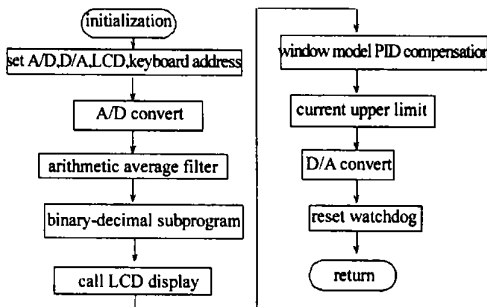 initialization
set A/D,D/A,LCD,keyboard address
A/D convert
arithmetic average filter
binary-decimal subprogram
call LCD display
window model PID compensation
current upper limit
D/A convert
reset watchdog
return